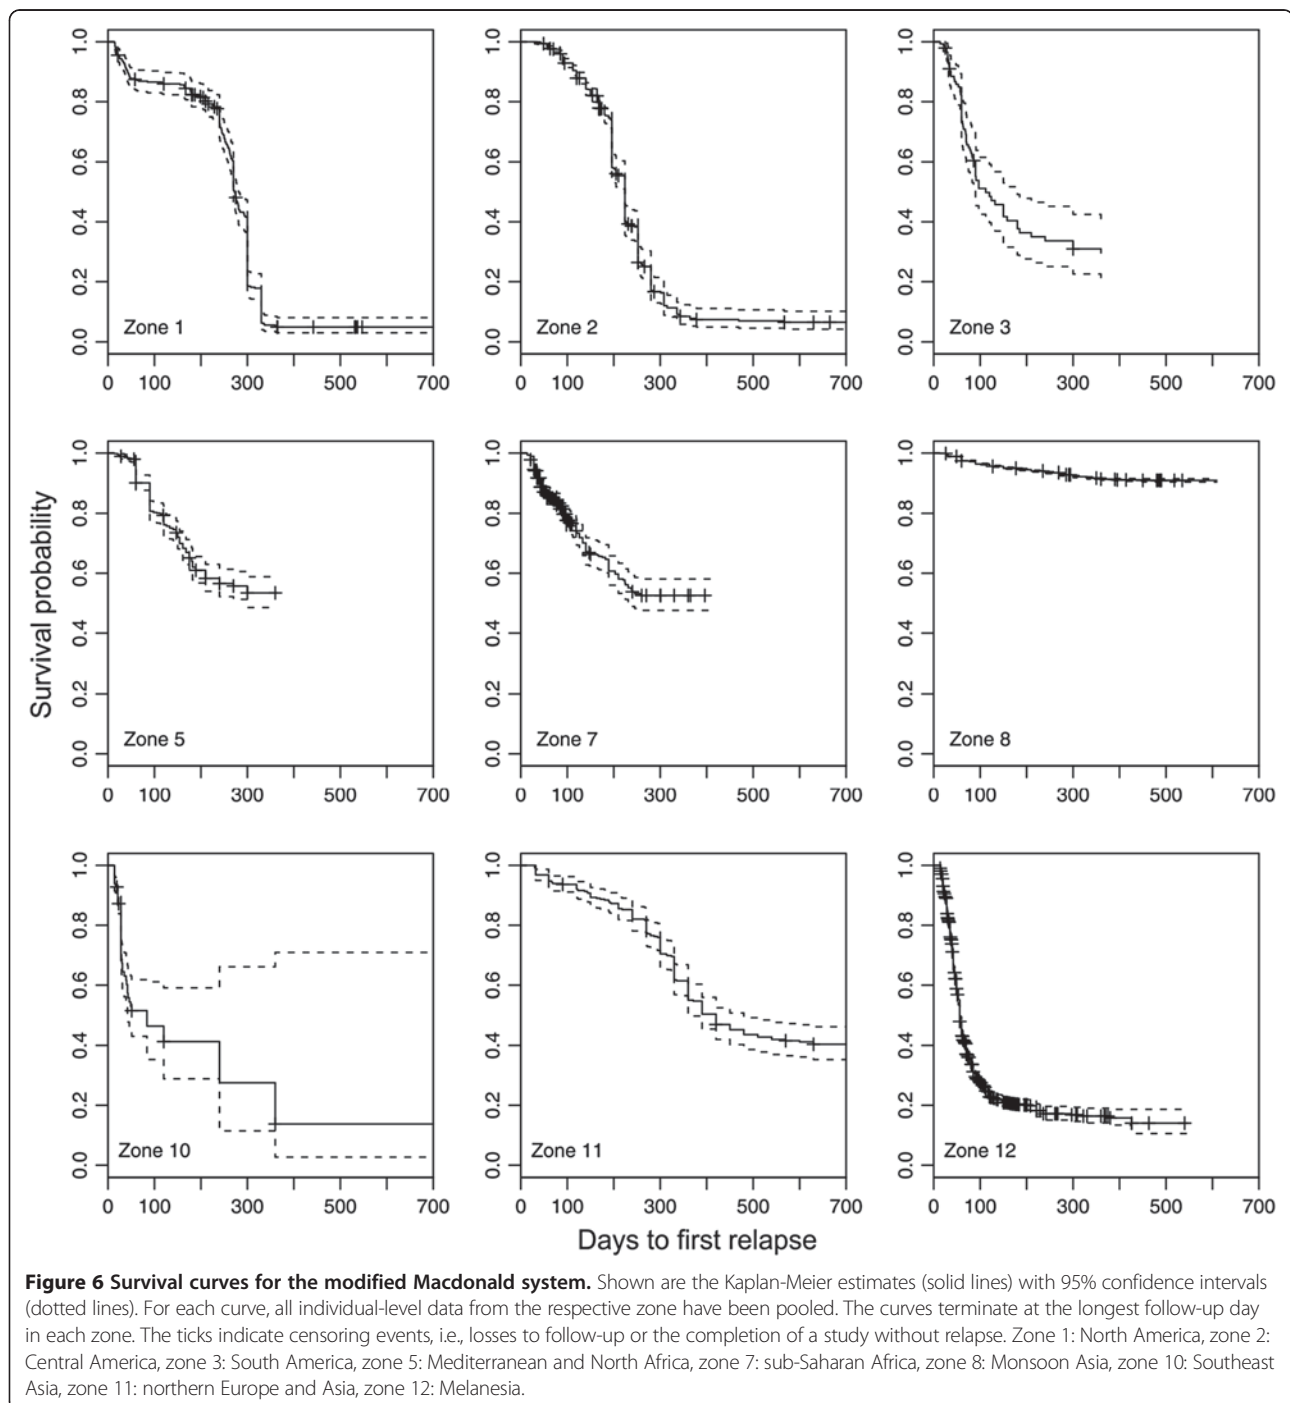 1.0
0.8
0.6
0.4
0.2
0.0
Zone 1
0 100 300 500 700
1.0
0.8
0.6
0.4
0.2
0.0
Zone 2
0 100 300 500 700
1.0
0.8
0.6
0.4
0.2
0.0
Zone 3
0 100 300 500 700
Survival probability
1.0
0.8
0.6
0.4
0.2
0.0
Zone 5
0 100 300 500 700
1.0
0.8
0.6
0.4
0.2
0.0
Zone 7
0 100 300 500 700
1.0
0.8
0.6
0.4
0.2
0.0
Zone 8
0 100 300 500 700
1.0
0.8
0.6
0.4
0.2
0.0
Zone 10
0 100 300 500 700
1.0
0.8
0.6
0.4
0.2
0.0
Zone 11
0 100 300 500 700
1.0
0.8
0.6
0.4
0.2
0.0
Zone 12
0 100 300 500 700
Days to first relapse
Figure 6 Survival curves for the modified Macdonald system. Shown are the Kaplan-Meier estimates (solid lines) with 95% confidence intervals
(dotted lines). For each curve, all individual-level data from the respective zone have been pooled. The curves terminate at the longest follow-up day
in each zone. The ticks indicate censoring events, i.e., losses to follow-up or the completion of a study without relapse. Zone 1: North America, zone 2:
Central America, zone 3: South America, zone 5: Mediterranean and North Africa, zone 7: sub-Saharan Africa, zone 8: Monsoon Asia, zone 10: Southeast
Asia, zone 11: northern Europe and Asia, zone 12: Melanesia.